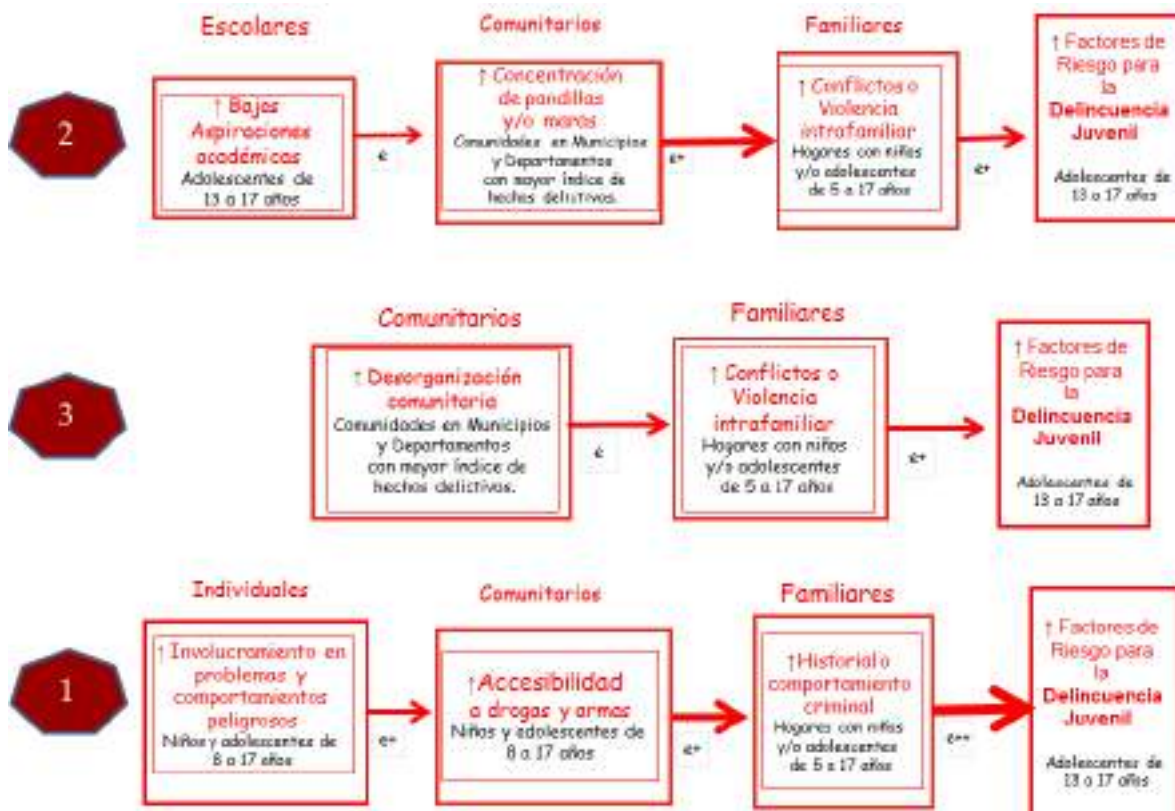 Escolares
Comunitarios
Familiares
2
↑ Bajas
Aspiraciones
académicas
Adolescentes de
13 a 17 años
e
↑ Concentración
de pandillas
y/o maras
Comunidades en Municipios
y Departamentos
con mayor índice de
hechos delictivos.
e+
↑ Conflictos o
Violencia
intrafamiliar
Hogares con niños
y/o adolescentes
de 5 a 17 años
e+
↑ Factores de
Riesgo para
la
Delincuencia
Juvenil
Adolescentes de
13 a 17 años
Comunitarios
Familiares
3
↑ Desorganización
comunitaria
Comunidades en Municipios
y Departamentos
con mayor índice de
hechos delictivos.
e
↑ Conflictos o
Violencia
intrafamiliar
Hogares con niños
y/o adolescentes
de 5 a 17 años
e+
↑ Factores de
Riesgo para
la
Delincuencia
Juvenil
Adolescentes de
13 a 17 años
Individuales
Comunitarios
Familiares
1
↑ Involucramiento en
problemas y
comportamientos
peligrosos
Niños y adolescentes de
8 a 17 años
e+
↑ Accesibilidad
a drogas y armas
Niños y adolescentes de
8 a 17 años
e+
↑ Historial o
comportamiento
criminal
Hogares con niños
y/o adolescentes
de 5 a 17 años
e++
↑ Factores de
Riesgo para
la
Delincuencia
Juvenil
Adolescentes de
13 a 17 años